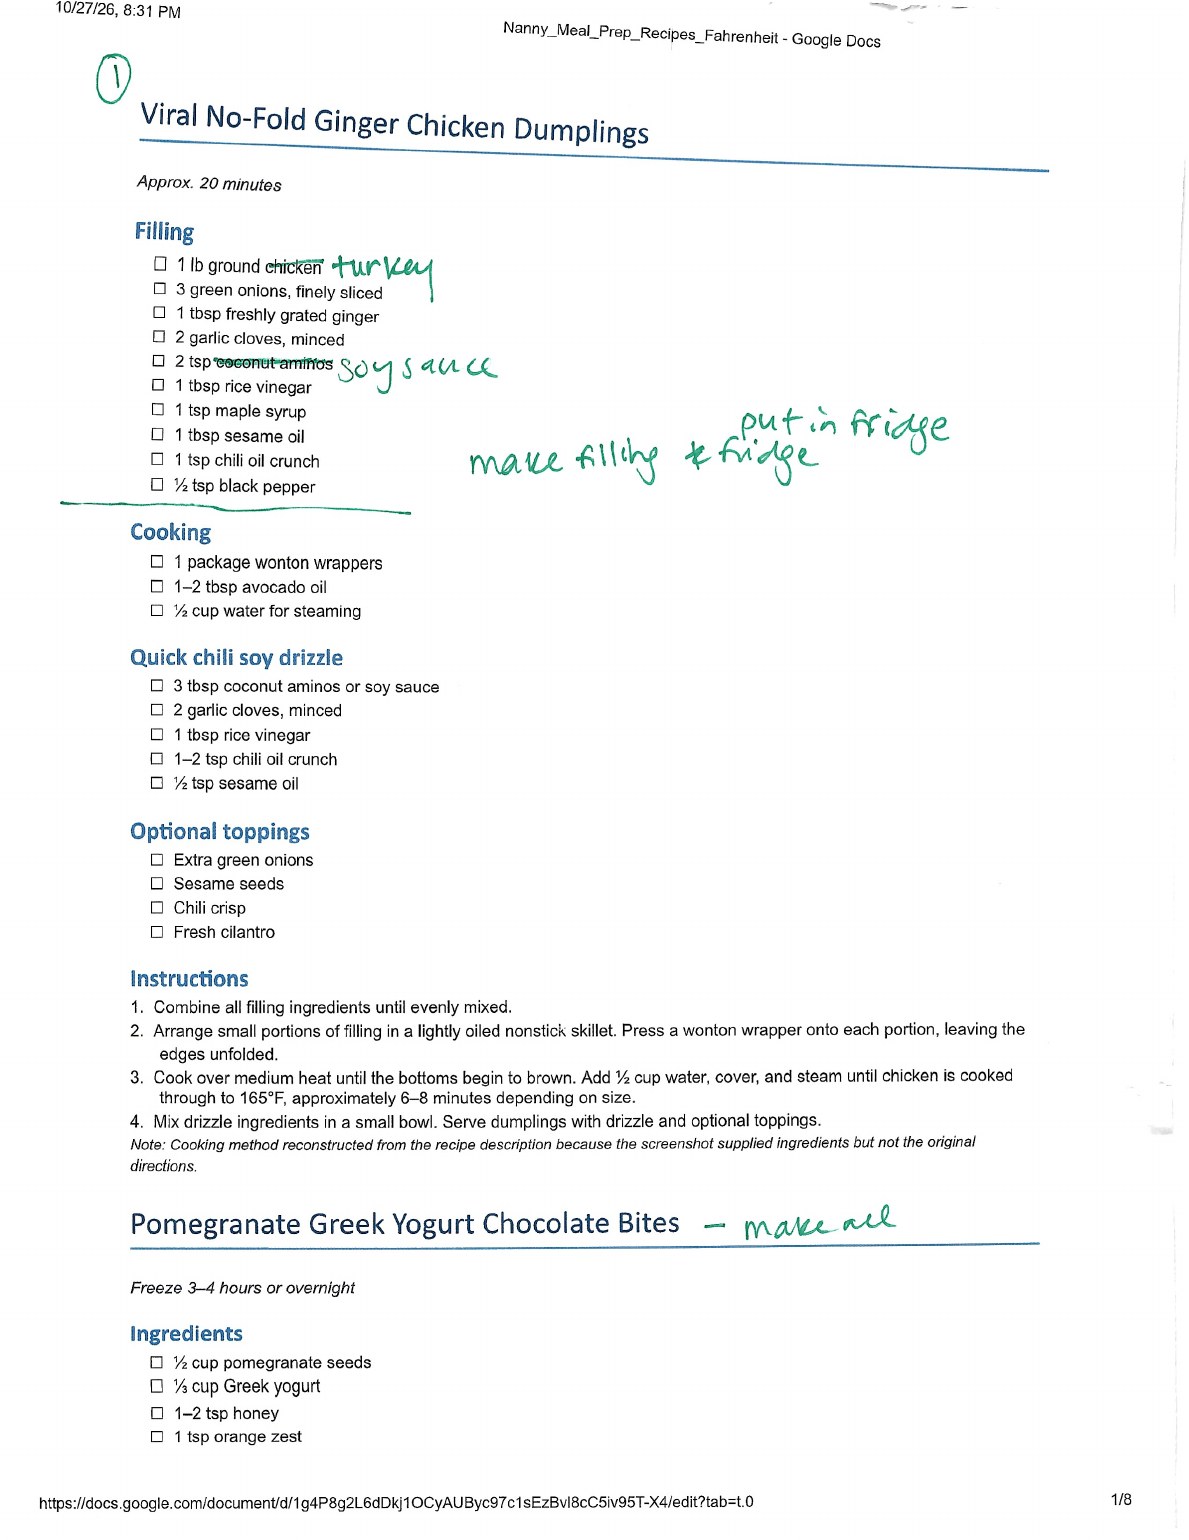 10/27/26, 8:31 PM
Nanny_Meal_Prep_Recipes_Fahrenheit - Google Docs
1
Viral No-Fold Ginger Chicken Dumplings
Approx. 20 minutes
Filling
☐ 1 lb ground chicken turkey
☐ 3 green onions, finely sliced
☐ 1 tbsp freshly grated ginger
☐ 2 garlic cloves, minced
☐ 2 tsp coconut aminos soy sauce
☐ 1 tbsp rice vinegar
☐ 1 tsp maple syrup
☐ 1 tbsp sesame oil
☐ 1 tsp chili oil crunch
☐ ½ tsp black pepper
put in fridge
make filling & fridge
Cooking
☐ 1 package wonton wrappers
☐ 1–2 tbsp avocado oil
☐ ½ cup water for steaming
Quick chili soy drizzle
☐ 3 tbsp coconut aminos or soy sauce
☐ 2 garlic cloves, minced
☐ 1 tbsp rice vinegar
☐ 1–2 tsp chili oil crunch
☐ ½ tsp sesame oil
Optional toppings
☐ Extra green onions
☐ Sesame seeds
☐ Chili crisp
☐ Fresh cilantro
Instructions
1. Combine all filling ingredients until evenly mixed.
2. Arrange small portions of filling in a lightly oiled nonstick skillet. Press a wonton wrapper onto each portion, leaving the
edges unfolded.
3. Cook over medium heat until the bottoms begin to brown. Add ½ cup water, cover, and steam until chicken is cooked
through to 165°F, approximately 6–8 minutes depending on size.
4. Mix drizzle ingredients in a small bowl. Serve dumplings with drizzle and optional toppings.
Note: Cooking method reconstructed from the recipe description because the screenshot supplied ingredients but not the original
directions.
Pomegranate Greek Yogurt Chocolate Bites – make all
Freeze 3–4 hours or overnight
Ingredients
☐ ½ cup pomegranate seeds
☐ ⅓ cup Greek yogurt
☐ 1–2 tsp honey
☐ 1 tsp orange zest
https://docs.google.com/document/d/1g4P8g2L6dDkj1OCyAUByc97c1sEzBvI8cC5iv95T-X4/edit?tab=t.0
1/8